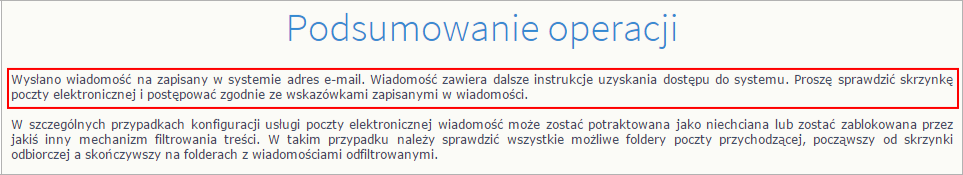 Podsumowanie operacji
Wysłano wiadomość na zapisany w systemie adres e-mail. Wiadomość zawiera dalsze instrukcje uzyskania dostępu do systemu. Proszę sprawdzić skrzynkę
poczty elektronicznej i postępować zgodnie ze wskazówkami zapisanymi w wiadomości.
W szczególnych przypadkach konfiguracji usługi poczty elektronicznej wiadomość może zostać potraktowana jako niechciana lub zostać zablokowana przez
jakiś inny mechanizm filtrowania treści. W takim przypadku należy sprawdzić wszystkie możliwe foldery poczty przychodzącej, począwszy od skrzynki
odbiorczej a skończywszy na folderach z wiadomościami odfiltrowanymi.